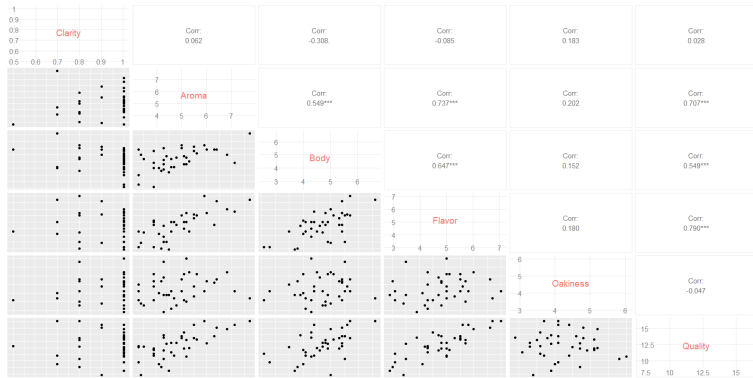 1
0.9
0.8
0.7
0.6
0.5 0.6 0.7 0.8 0.9 1
Clarity
Corr:
0.062
Corr:
-0.308.
Corr:
-0.085
Corr:
0.183
Corr:
0.028
7
6
5
4
4 5 6 7
Aroma
Corr:
0.549***
Corr:
0.737***
Corr:
0.202
Corr:
0.707***
6
5
4
3
3 4 5 6
Body
Corr:
0.647***
Corr:
0.152
Corr:
0.549***
7
6
5
4
3
3 4 5 6 7
Flavor
Corr:
0.180
Corr:
0.790***
6
5
4
3
3 4 5 6
Oakiness
Corr:
-0.047
15
12.5
10
7.5
7.5 10 12.5 15
Quality